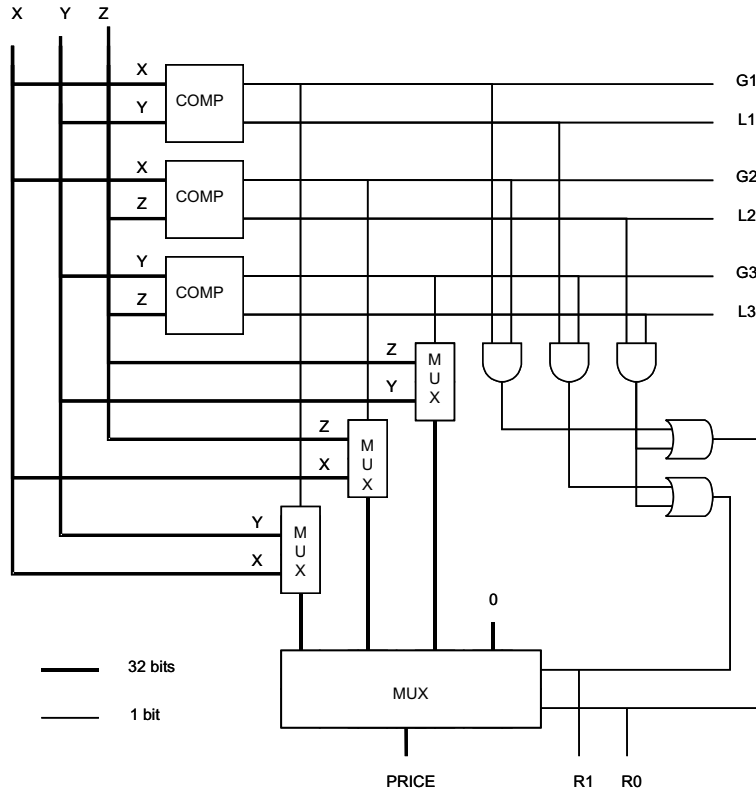 X Y Z
X
COMP
G1
Y
L1
X
COMP
G2
Z
L2
Y
COMP
G3
Z
L3
Z
Y
M
U
X
Z
X
M
U
X
Y
X
M
U
X
0
32 bits
MUX
1 bit
PRICE R1 R0